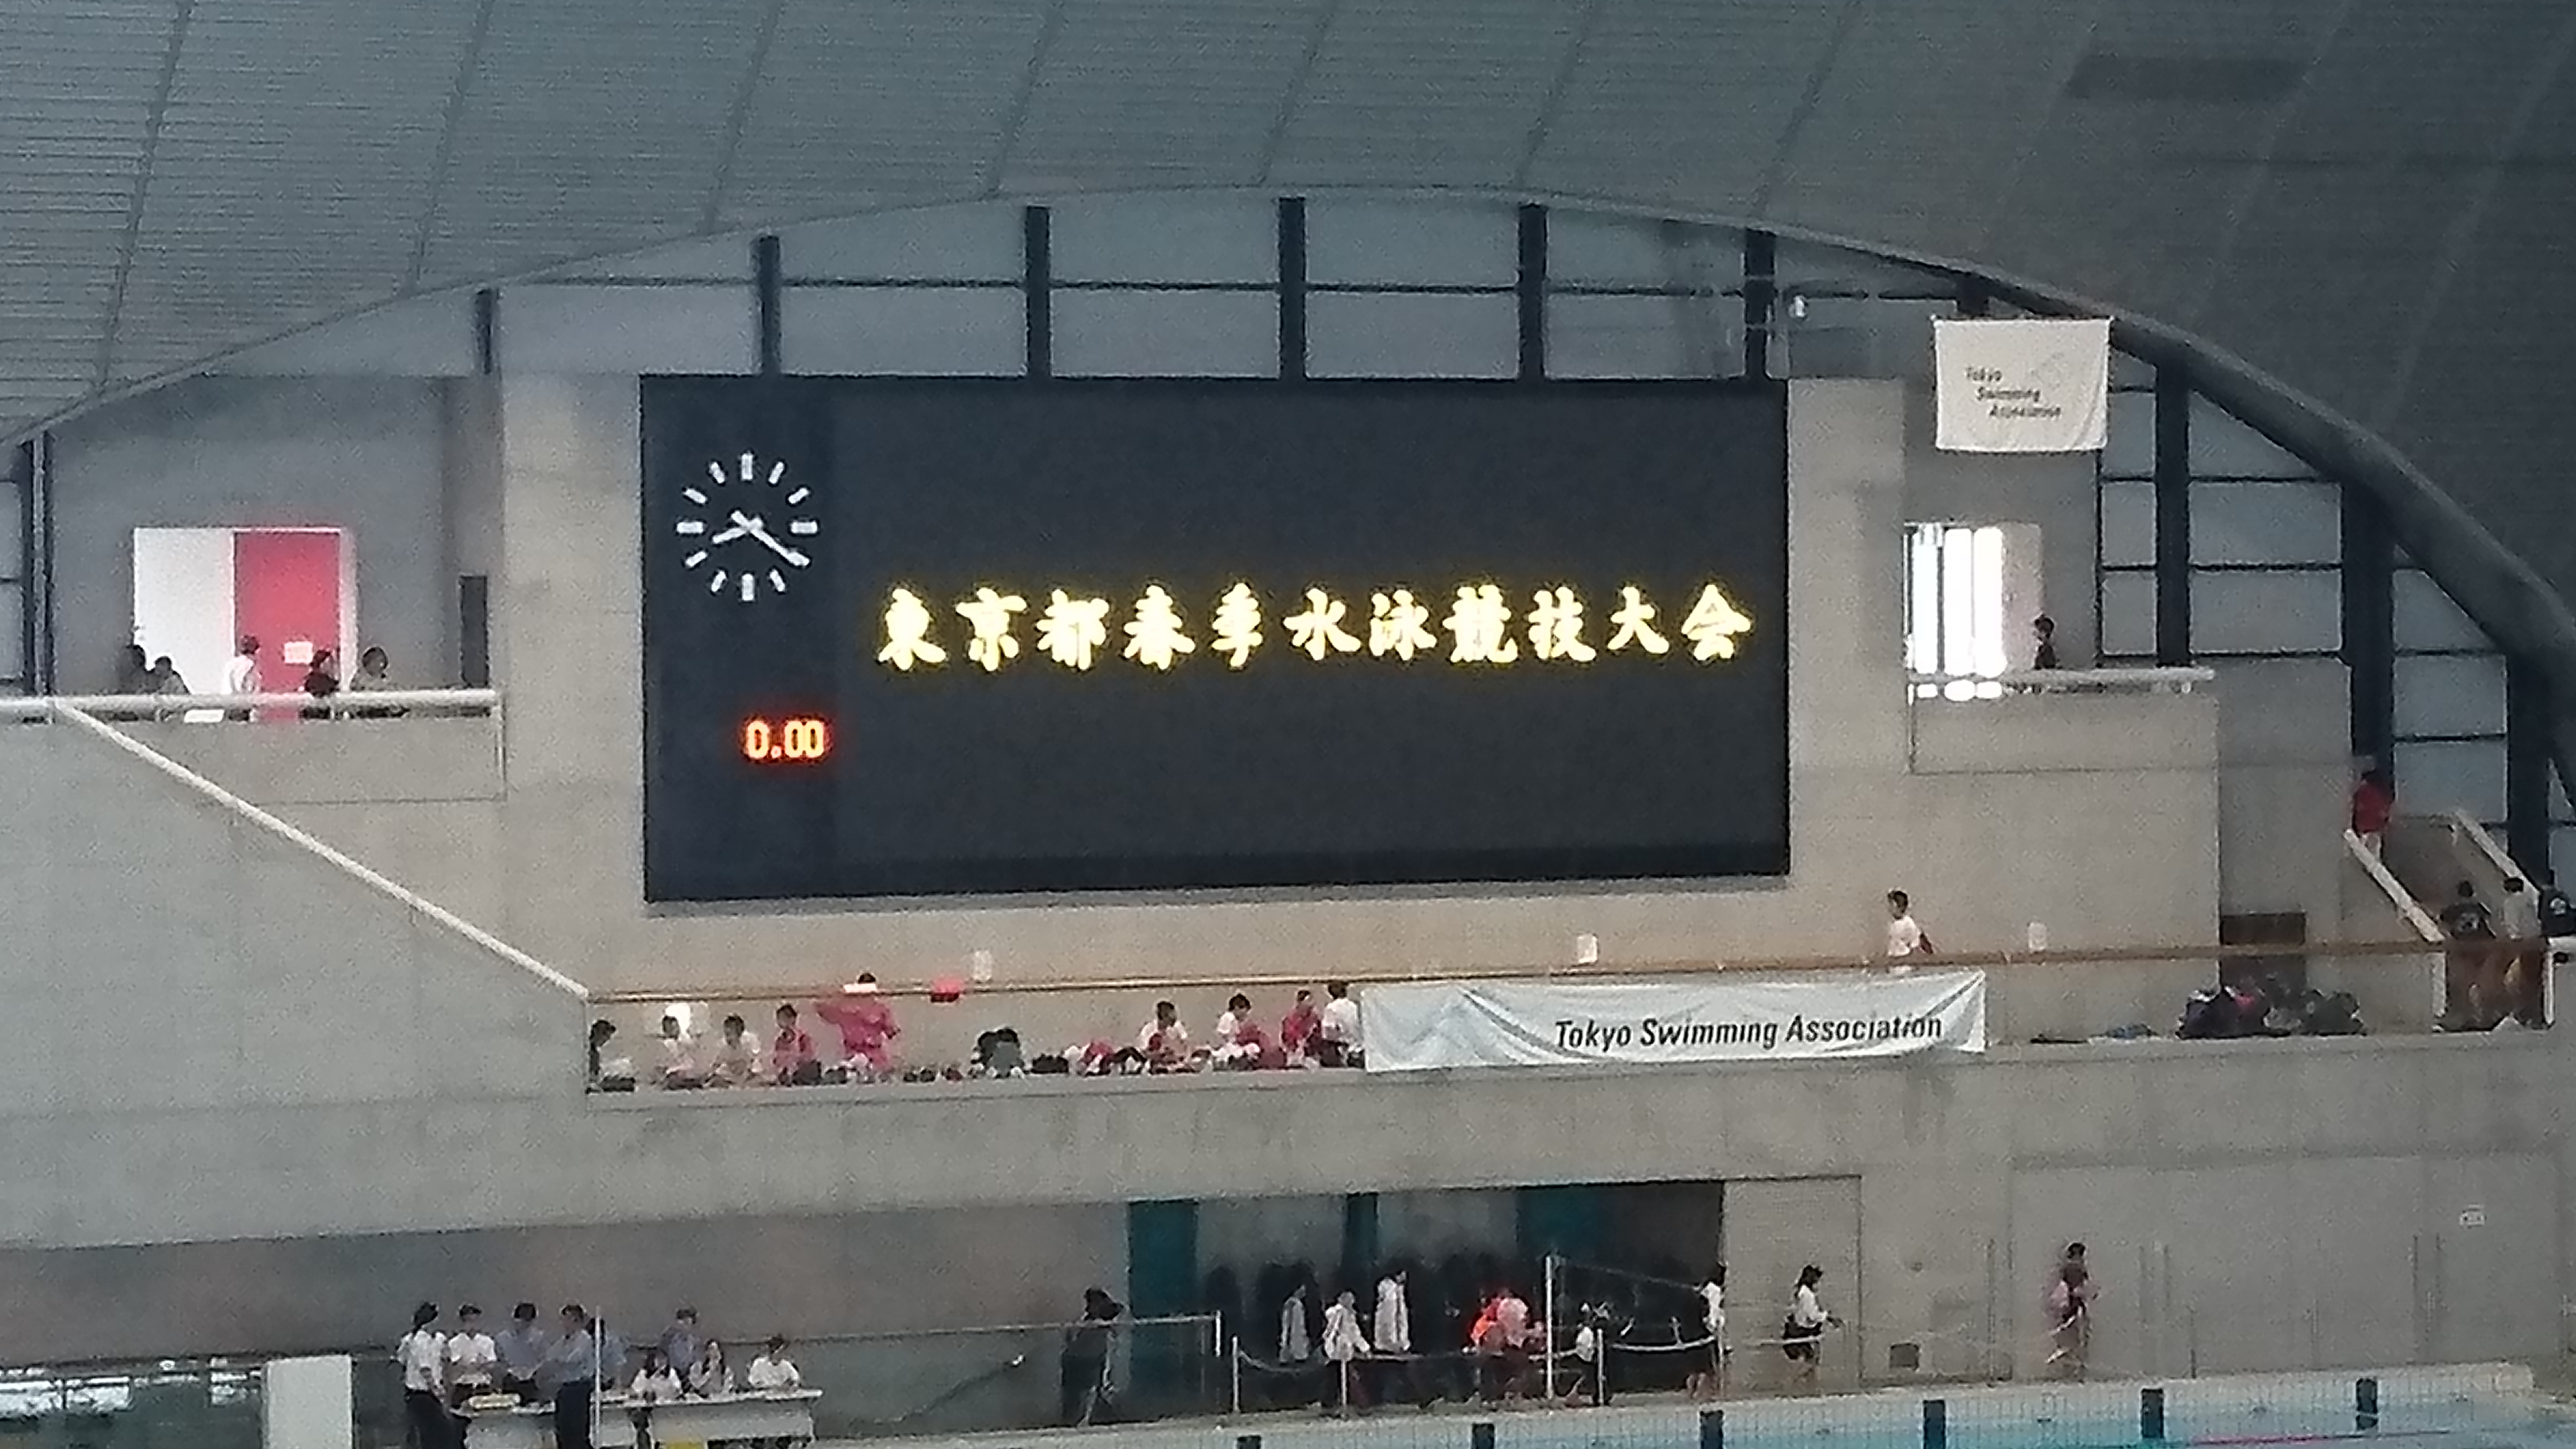 Tokyo
Swimming
Association
東京都春季水泳競技大会
0.00
Tokyo Swimming Association